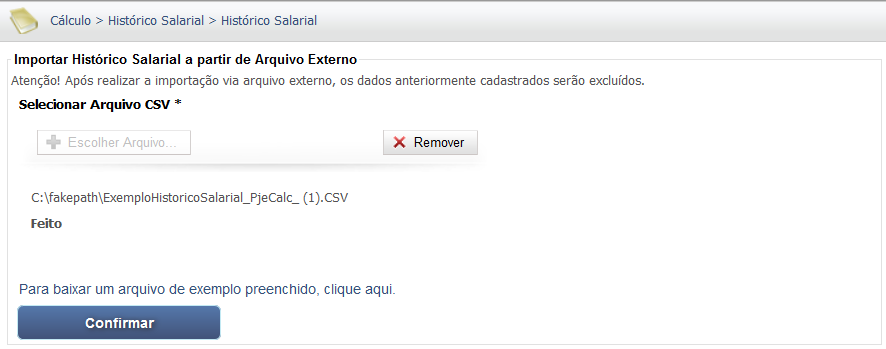 Cálculo > Histórico Salarial > Histórico Salarial
Importar Histórico Salarial a partir de Arquivo Externo
Atenção! Após realizar a importação via arquivo externo, os dados anteriormente cadastrados serão excluídos.
Selecionar Arquivo CSV *
Escolher Arquivo... Remover
C:\fakepath\ExemploHistoricoSalarial_PjeCalc_ (1).CSV
Feito
Para baixar um arquivo de exemplo preenchido, clique aqui.
Confirmar